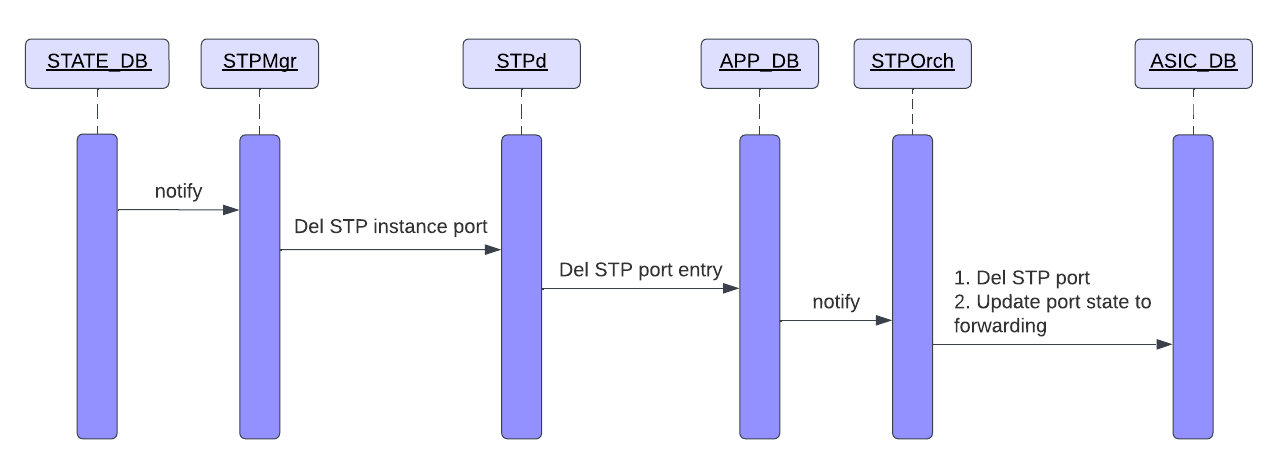 STATE_DB
STPMgr
STPd
APP_DB
STPOrch
ASIC_DB
notify
Del STP instance port
Del STP port entry
notify
1. Del STP port
2. Update port state to
forwarding